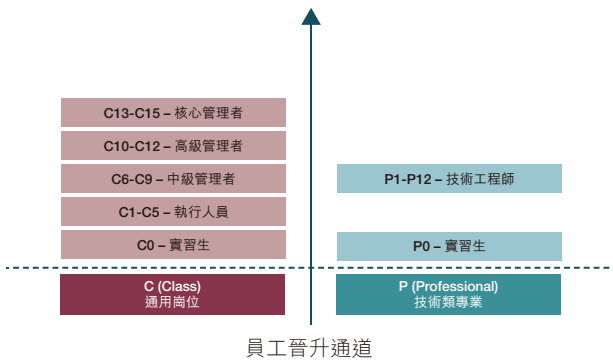 C13-C15 – 核心管理者
C10-C12 – 高級管理者
C6-C9 – 中級管理者
C1-C5 – 執行人員
C0 – 實習生
C (Class)
通用崗位
P1-P12 – 技術工程師
P0 – 實習生
P (Professional)
技術類專業
員工晉升通道